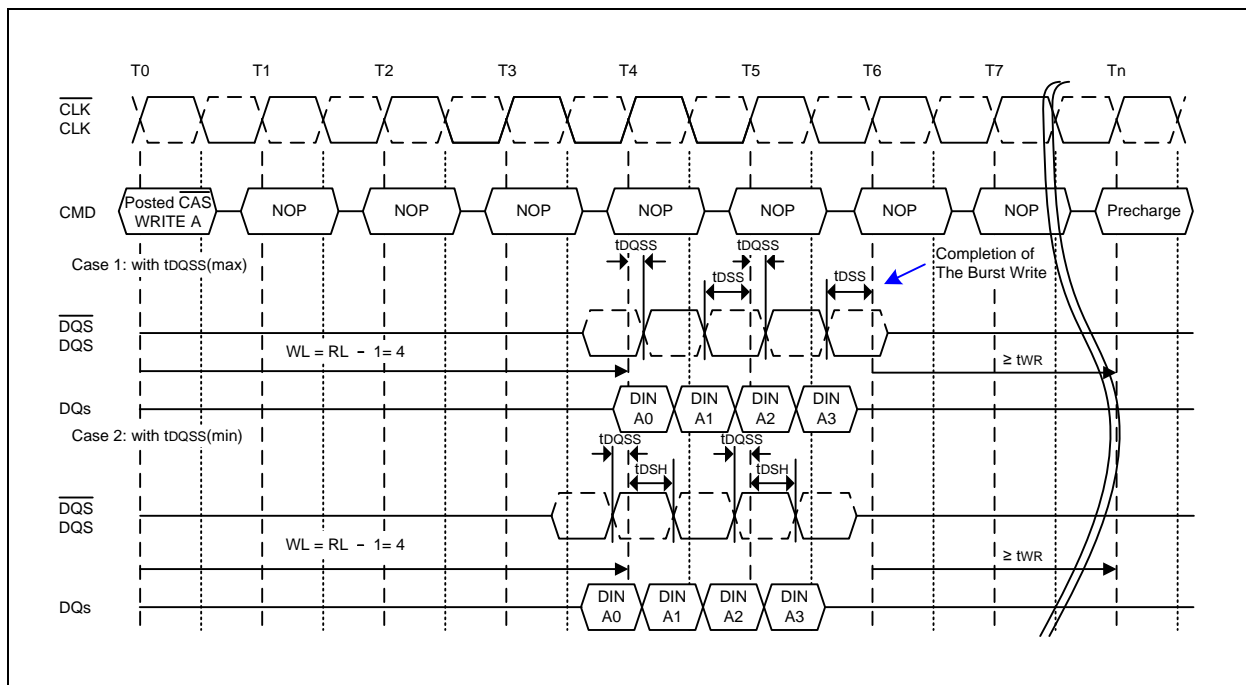 T0 T1 T2 T3 T4 T5 T6 T7 Tn
CLK
CLK
CMD
Posted CAS
WRITE A
NOP NOP NOP NOP NOP NOP NOP Precharge
Case 1: with tDQSS(max)
tDQSS tDSS tDQSS tDSS
Completion of
The Burst Write
DQS
DQS
WL = RL - 1= 4
≥ tWR
DQs
DIN
A0
DIN
A1
DIN
A2
DIN
A3
Case 2: with tDQSS(min)
tDQSS tDSH tDQSS tDSH
DQS
DQS
WL = RL - 1= 4
≥ tWR
DQs
DIN
A0
DIN
A1
DIN
A2
DIN
A3